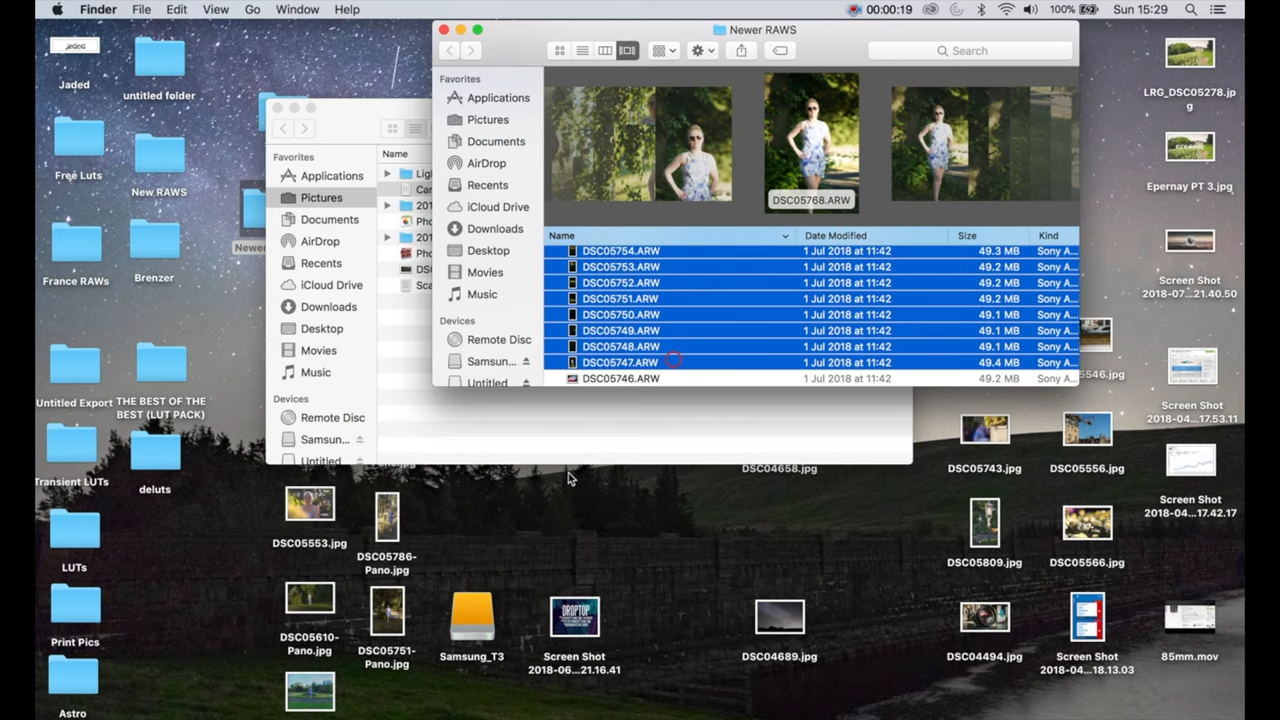 Finder File Edit View Go Window Help 00:00:19 100% Sun 15:29
Jaded
untitled folder
Free Luts
New RAWS
France RAWs
Brenzer
Untitled Export
THE BEST OF THE
BEST (LUT PACK)
Transient LUTs
deluts
LUTs
Print Pics
Astro
Newer
Favorites
Applications
Pictures
Documents
AirDrop
Recents
iCloud Drive
Downloads
Desktop
Movies
Music
Devices
Remote Disc
Samsun...
Untitled
Name
Newer RAWS
Search
Favorites
Applications
Pictures
Documents
AirDrop
Recents
iCloud Drive
Downloads
Desktop
Movies
Music
Devices
Remote Disc
Samsun...
Untitled
DSC05768.ARW
Name Date Modified Size Kind
DSC05754.ARW 1 Jul 2018 at 11:42 49.3 MB Sony A...
DSC05753.ARW 1 Jul 2018 at 11:42 49.2 MB Sony A...
DSC05752.ARW 1 Jul 2018 at 11:42 49.2 MB Sony A...
DSC05751.ARW 1 Jul 2018 at 11:42 49.2 MB Sony A...
DSC05750.ARW 1 Jul 2018 at 11:42 49.1 MB Sony A...
DSC05749.ARW 1 Jul 2018 at 11:42 49.1 MB Sony A...
DSC05748.ARW 1 Jul 2018 at 11:42 49.1 MB Sony A...
DSC05747.ARW 1 Jul 2018 at 11:42 49.4 MB Sony A...
DSC05746.ARW 1 Jul 2018 at 11:42 49.2 MB Sony A...
LRG_DSC05278.jp
g
Epernay PT 3.jpg
Screen Shot
2018-07...21.40.50
5546.jpg
Screen Shot
2018-04...17.53.11
DSC04658.jpg
DSC05743.jpg
DSC05556.jpg
Screen Shot
2018-04...17.42.17
DSC05553.jpg
DSC05786-
Pano.jpg
DSC05809.jpg
DSC05566.jpg
DSC05610-
Pano.jpg
DSC05751-
Pano.jpg
Samsung_T3
DROPTOP
Screen Shot
2018-06...21.16.41
DSC04689.jpg
DSC04494.jpg
Screen Shot
2018-04...18.13.03
85mm.mov